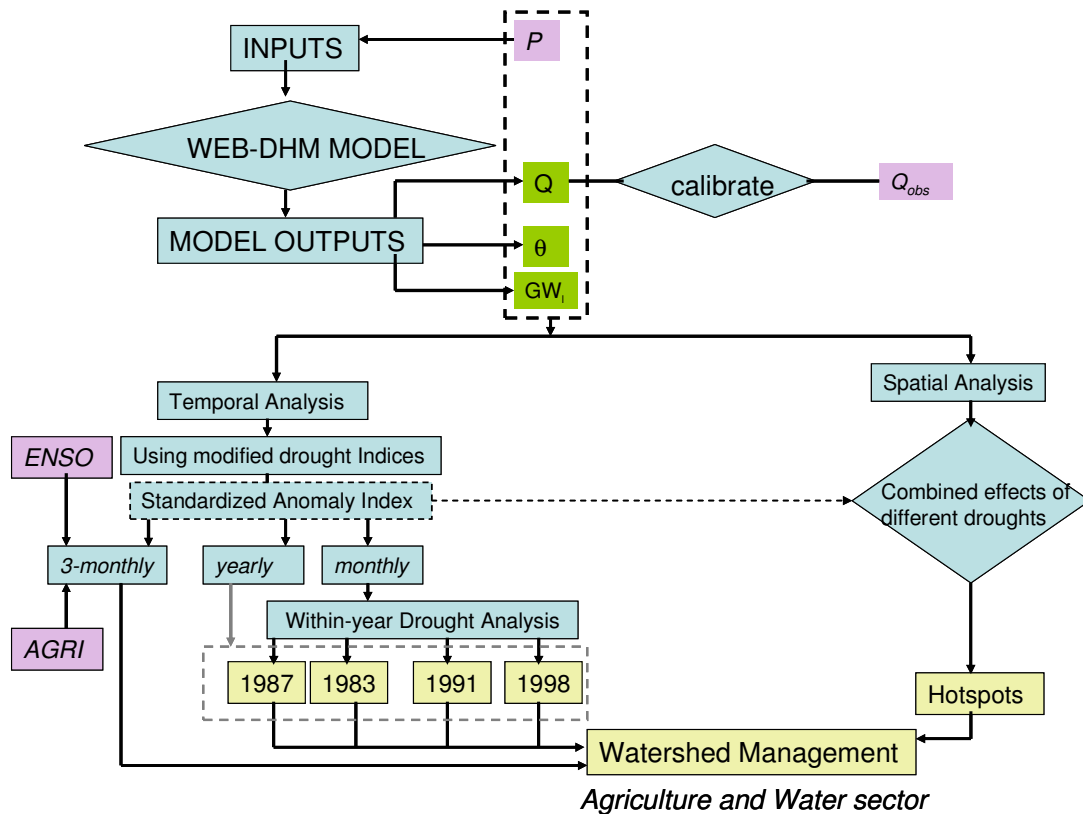 INPUTS
P
WEB-DHM MODEL
Q
calibrate
Qobs
MODEL OUTPUTS
θ
GWI
Temporal Analysis
Spatial Analysis
ENSO
Using modified drought Indices
Standardized Anomaly Index
Combined effects of
different droughts
3-monthly
yearly
monthly
Within-year Drought Analysis
AGRI
1987
1983
1991
1998
Hotspots
Watershed Management
Agriculture and Water sector